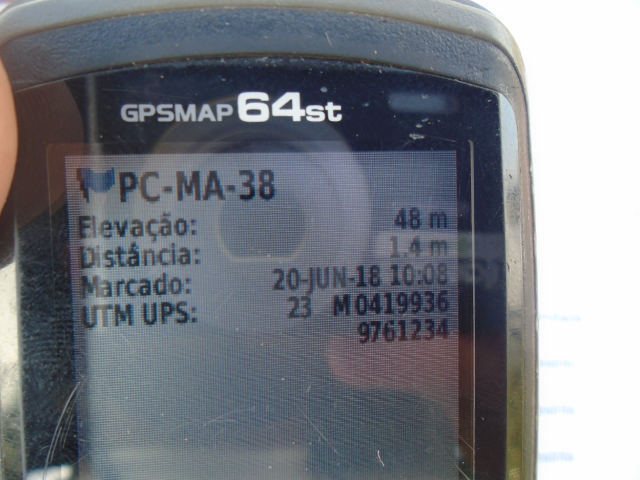 GPSMAP 64st
PC-MA-38
Elevação: 48 m
Distância: 1.4 m
Marcado: 20-JUN-18 10:08
UTM UPS: 23 M 0419936
9761234